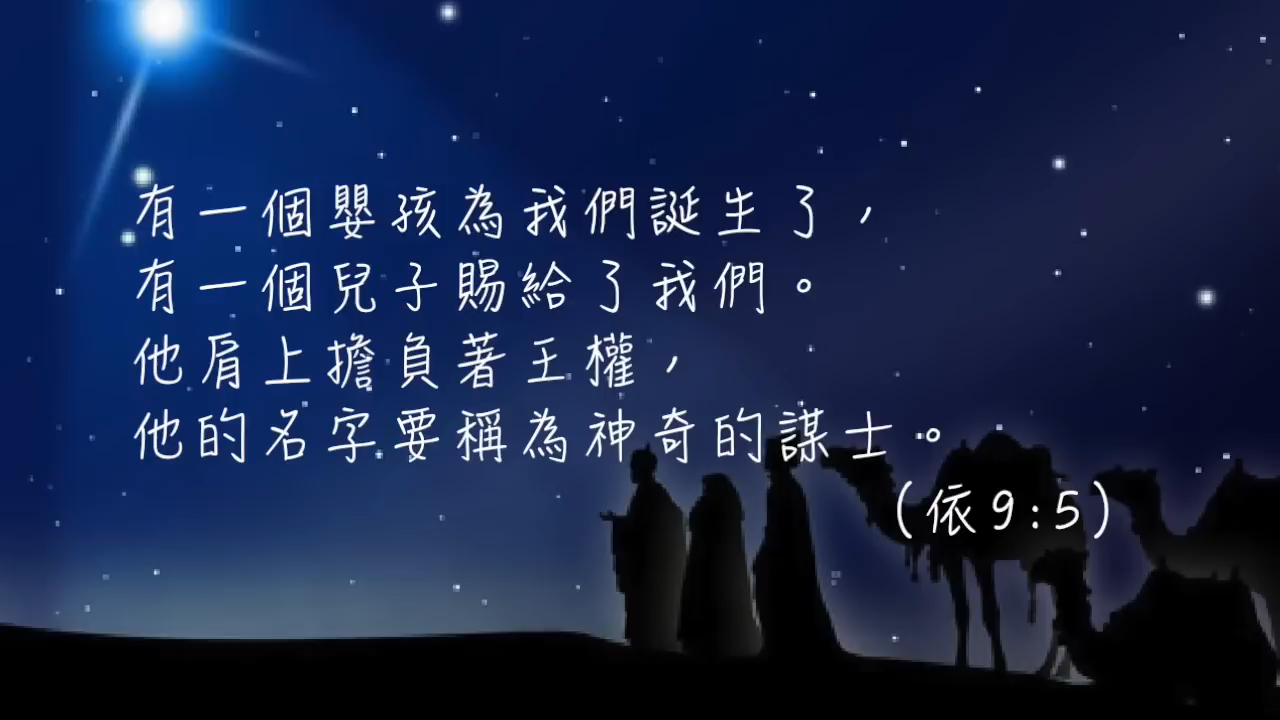 有一個嬰孩為我們誕生了，
有一個兒子賜給了我們。
他肩上擔負著王權，
他的名字要稱為神奇的謀士。
(依9:5)